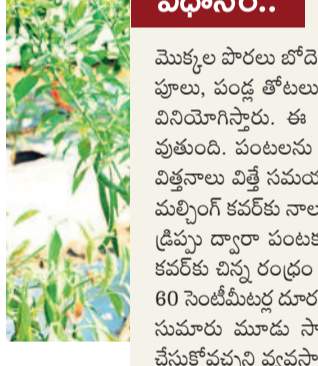 విధానం..
మొక్కల పొరలు బోదె
పూలు, పండ్ల తోటలు
వినియోగిస్తారు. ఈ
వుతుంది. పంటలను
విత్తనాలు విత్తే సమయ
మల్చింగ్ కవర్‌కు నాల
డ్రిప్పు ద్వారా పంటక
కవర్‌కు చిన్న రంధ్రం
60 సెంటీమీటర్ల దూర
సుమారు మూడు సా
చేసుకోవచ్చని వ్యవసా